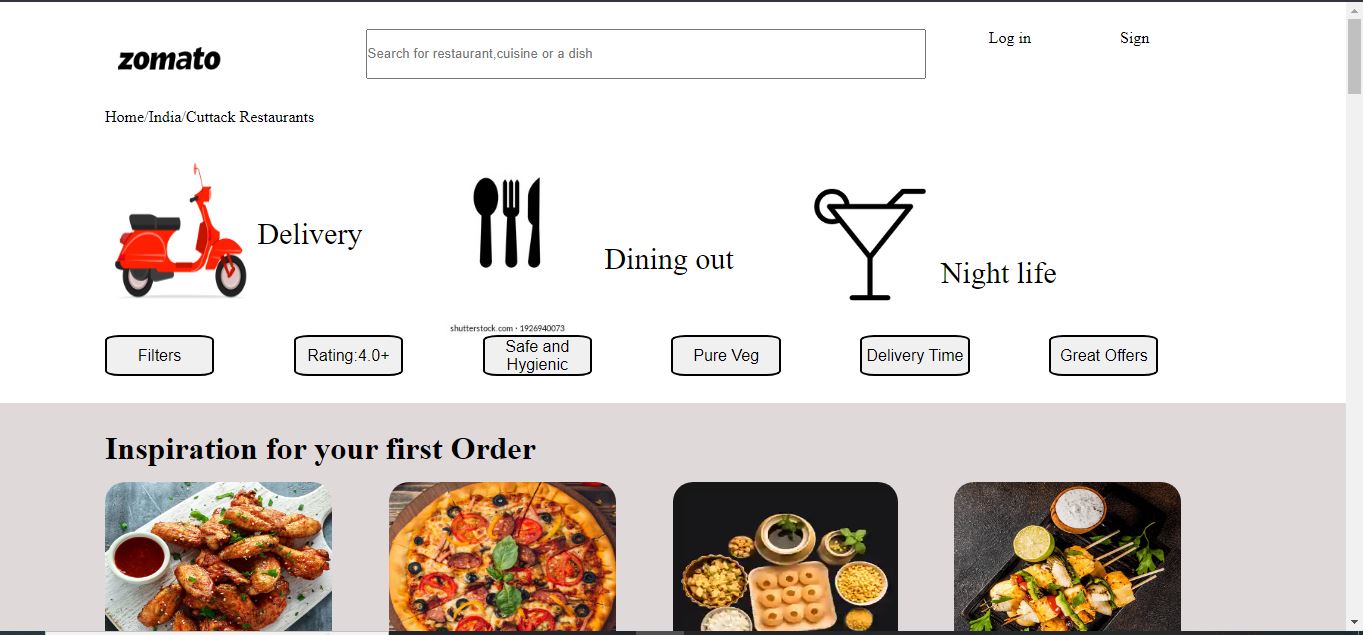 zomato
Search for restaurant,cuisine or a dish
Log in
Sign
Home/India/Cuttack Restaurants
Delivery
Dining out
Night life
shutterstock.com · 1926940073
Filters
Rating:4.0+
Safe and
Hygienic
Pure Veg
Delivery Time
Great Offers
Inspiration for your first Order